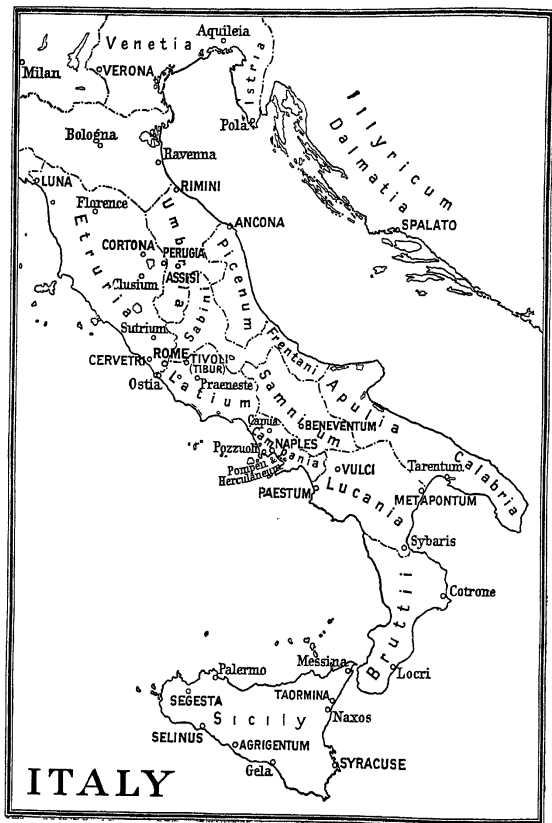 Aquileia
Venetia
Milan
VERONA
Istria
Pola
Illyricum
Dalmatia
SPALATO
Bologna
Ravenna
LUNA
RIMINI
Florence
Etruria
Umbria
ANCONA
CORTONA
PERUGIA
ASSISI
Picenum
Clusium
Sabini
Sutrium
CERVETRI
ROME
TIVOLI
(TIBUR)
Frentani
Ostia
Praeneste
Latium
Samnium
Apulia
Capua
BENEVENTUM
Campania
Pozzuoli
NAPLES
Pompeii &
Herculaneum
VULCI
Calabria
Tarentum
PAESTUM
Lucania
METAPONTUM
Sybaris
Bruttii
Cotrone
Messina
Palermo
Locri
SEGESTA
TAORMINA
Sicily
Naxos
SELINUS
AGRIGENTUM
Gela
SYRACUSE
ITALY